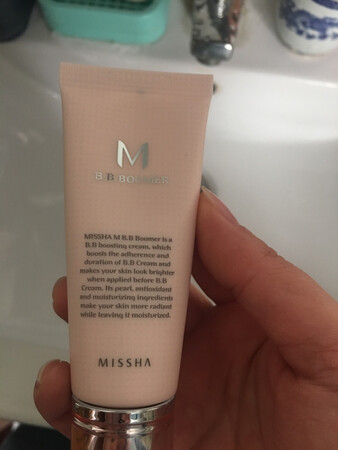 M
B.B BOOMER
MISSHA M B.B Boomer is a
B.B boosting cream, which
boosts the adherence and
duration of B.B Cream and
makes your skin look brighter
when applied before B.B
Cream. Its pearl, antioxidant
and moisturizing ingredients
make your skin more radiant
while leaving it moisturized.
MISSHA